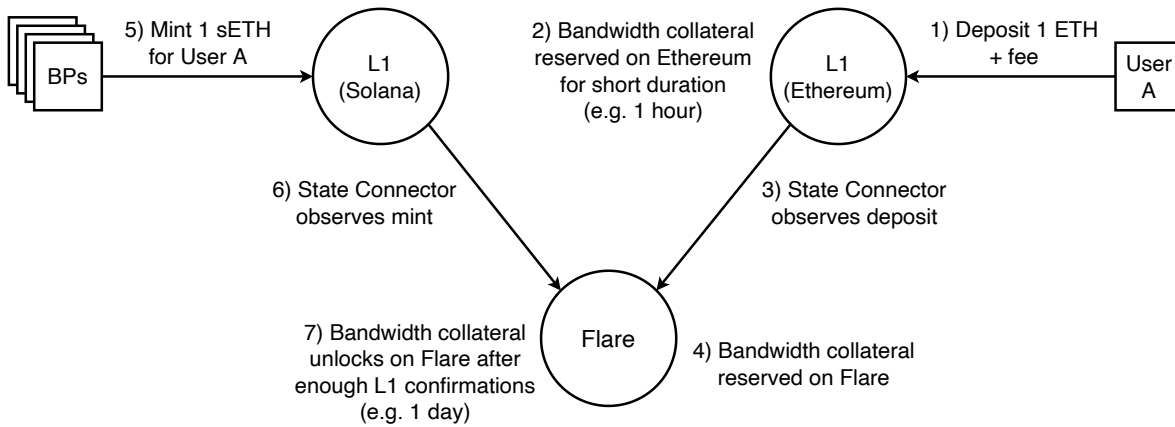 5) Mint 1 sETH
for User A
BPs
L1
(Solana)
2) Bandwidth collateral
reserved on Ethereum
for short duration
(e.g. 1 hour)
L1
(Ethereum)
1) Deposit 1 ETH
+ fee
User
A
6) State Connector
observes mint
3) State Connector
observes deposit
7) Bandwidth collateral
unlocks on Flare after
enough L1 confirmations
(e.g. 1 day)
Flare
4) Bandwidth collateral
reserved on Flare